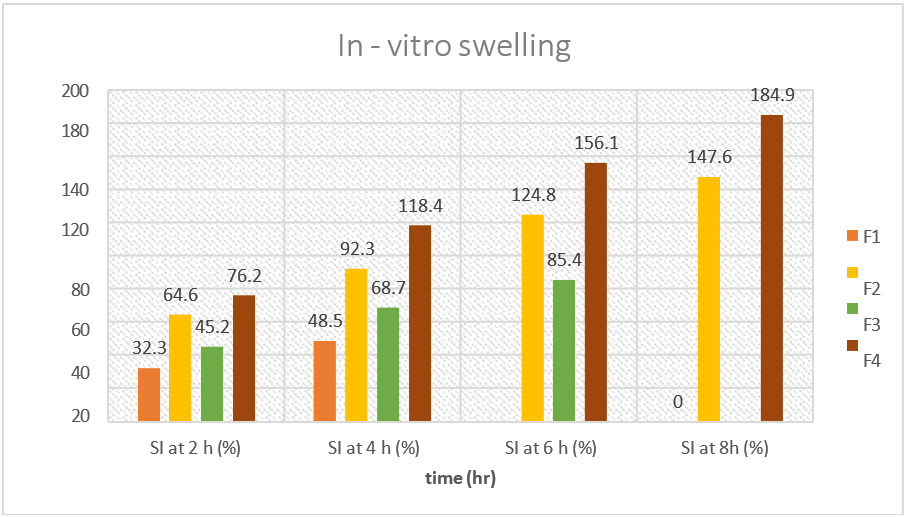 In - vitro swelling
200
180
140
120
80
60
40
20
32.3
64.6
45.2
76.2
48.5
92.3
68.7
118.4
124.8
85.4
156.1
0
147.6
184.9
SI at 2 h (%)
SI at 4 h (%)
SI at 6 h (%)
SI at 8h (%)
time (hr)
F1
F2
F3
F4